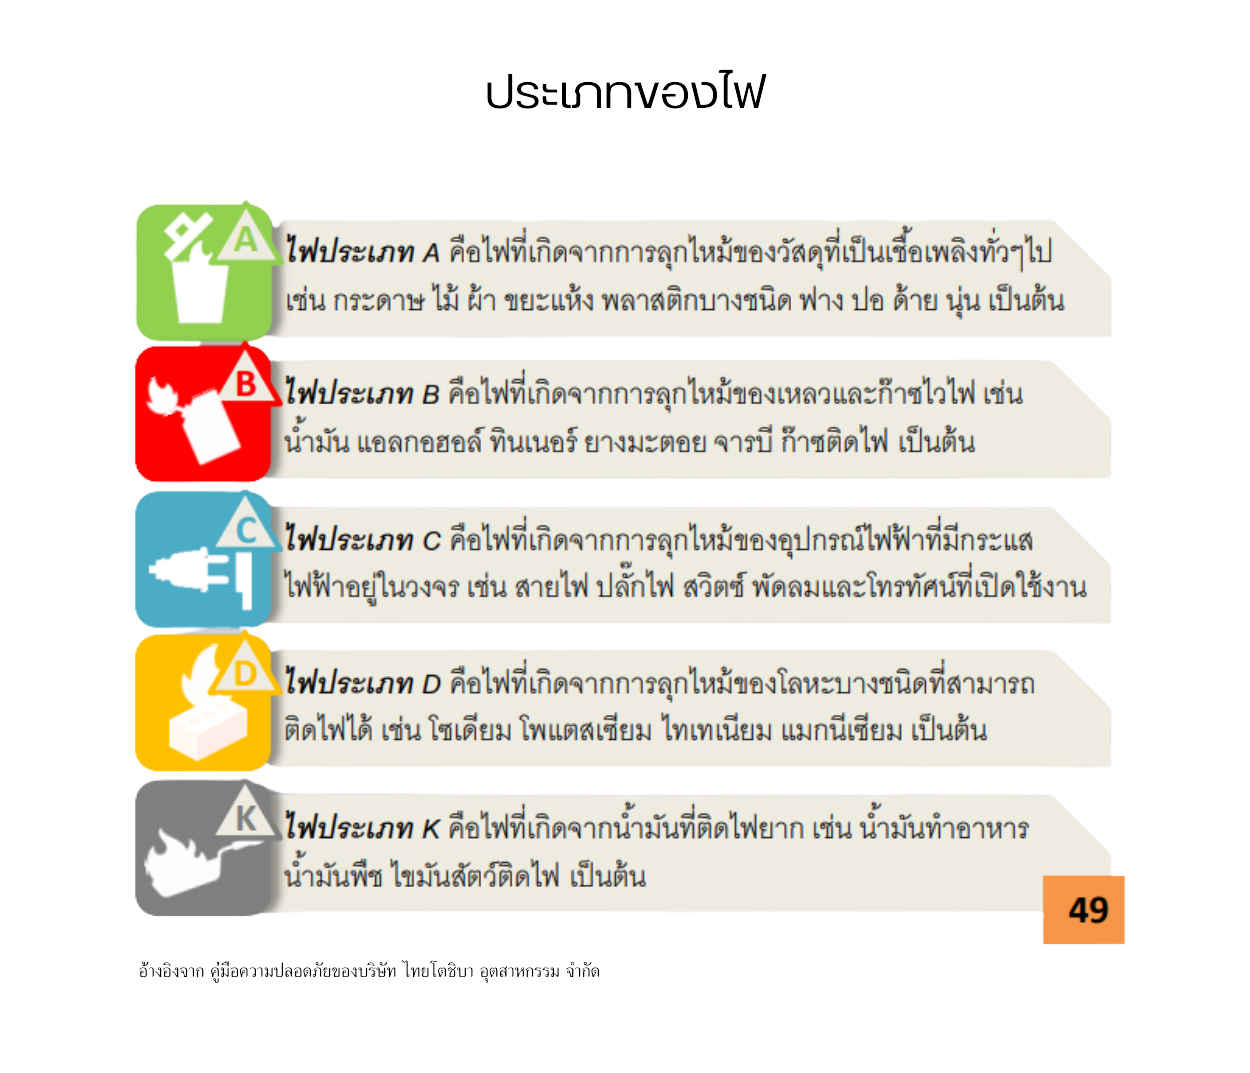 ประเภทของไฟ
A
ไฟประเภท A คือไฟที่เกิดจากการลุกไหม้ของวัสดุที่เป็นเชื้อเพลิงทั่วๆไป
เช่น กระดาษ ไม้ ผ้า ขยะแห้ง พลาสติกบางชนิด ฟาง ปอ ด้าย นุ่น เป็นต้น
B
ไฟประเภท B คือไฟที่เกิดจากการลุกไหม้ของเหลวและก๊าซไวไฟ เช่น
น้ำมัน แอลกอฮอล์ ทินเนอร์ ยางมะตอย จารบี ก๊าซติดไฟ เป็นต้น
C
ไฟประเภท C คือไฟที่เกิดจากการลุกไหม้ของอุปกรณ์ไฟฟ้าที่มีกระแส
ไฟฟ้าอยู่ในวงจร เช่น สายไฟ ปลั๊กไฟ สวิตซ์ พัดลมและโทรทัศน์ที่เปิดใช้งาน
D
ไฟประเภท D คือไฟที่เกิดจากการลุกไหม้ของโลหะบางชนิดที่สามารถ
ติดไฟได้ เช่น โซเดียม โพแตสเซียม ไทเทเนียม แมกนีเซียม เป็นต้น
K
ไฟประเภท K คือไฟที่เกิดจากน้ำมันที่ติดไฟยาก เช่น น้ำมันทำอาหาร
น้ำมันพืช ไขมันสัตว์ติดไฟ เป็นต้น
49
อ้างอิงจาก คู่มือความปลอดภัยของบริษัท ไทยโตชิบา อุตสาหกรรม จำกัด